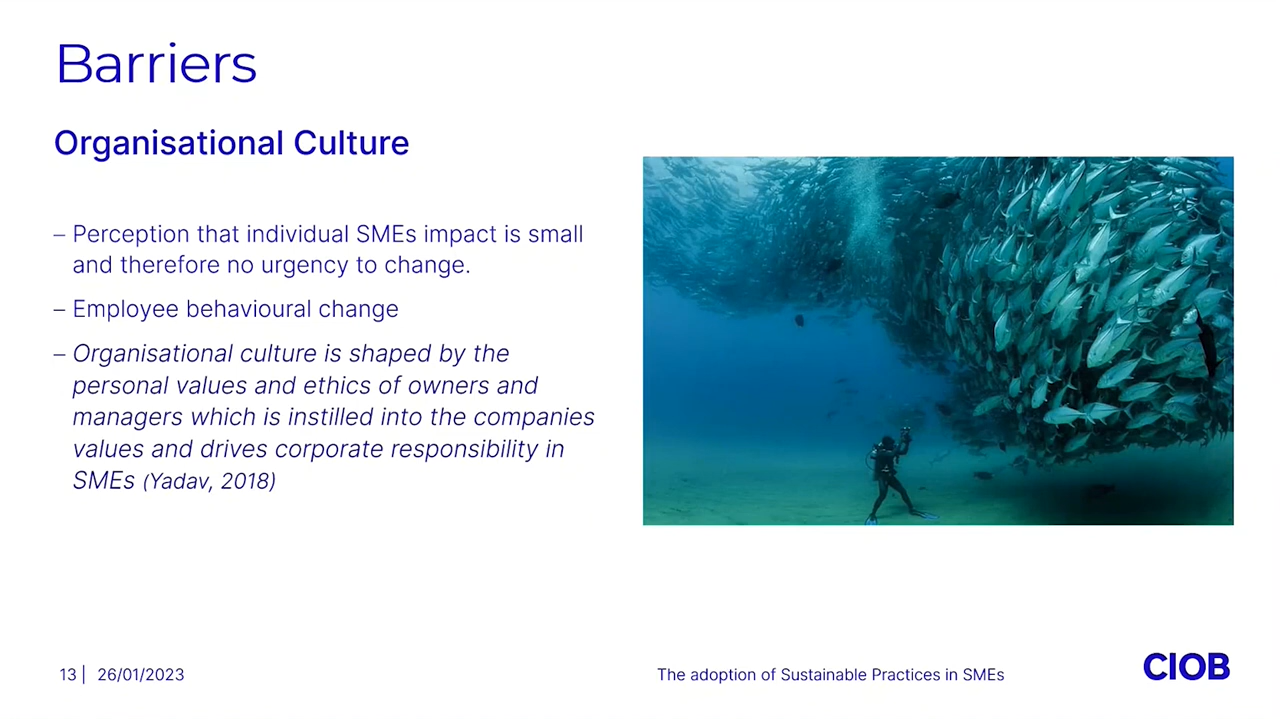 Barriers
Organisational Culture
– Perception that individual SMEs impact is small
and therefore no urgency to change.
– Employee behavioural change
– Organisational culture is shaped by the
personal values and ethics of owners and
managers which is instilled into the companies
values and drives corporate responsibility in
SMEs (Yadav, 2018)
13 | 26/01/2023
The adoption of Sustainable Practices in SMEs
CIOB